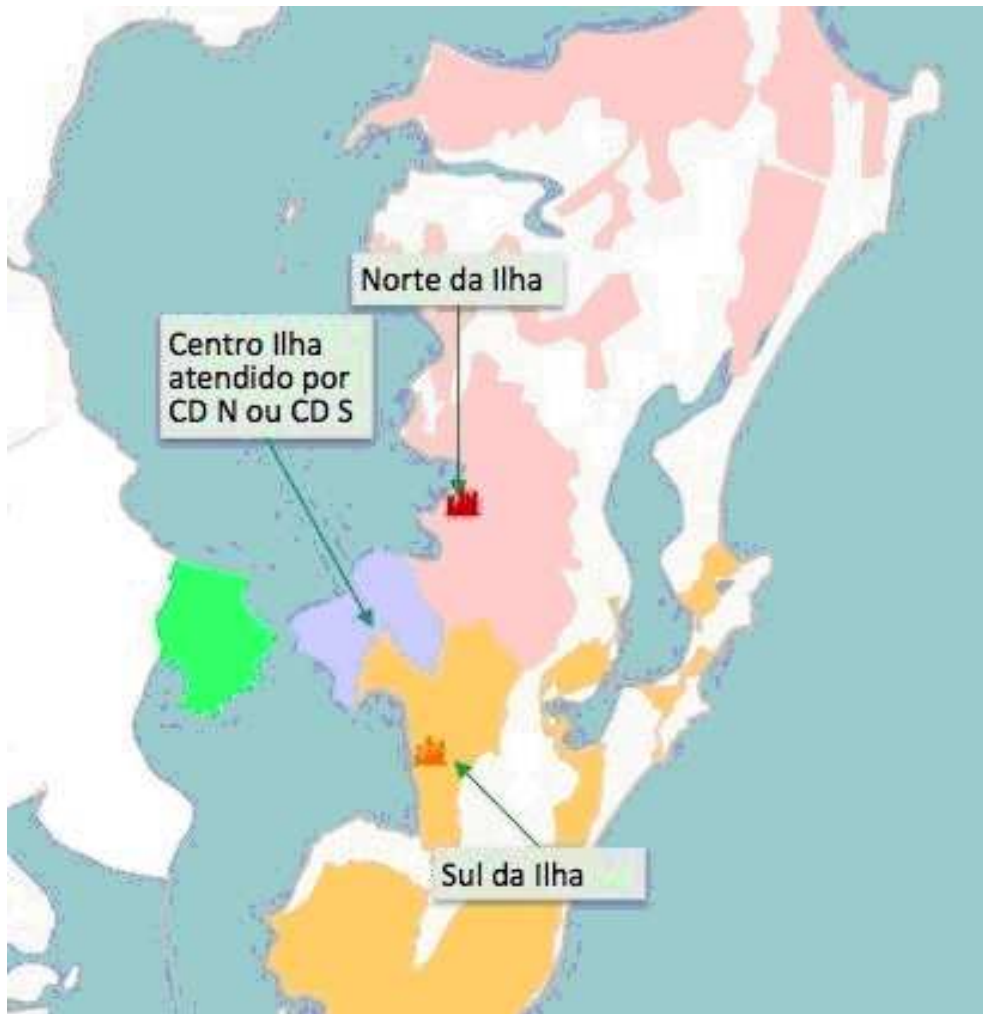 Norte da Ilha
Centro Ilha
atendido por
CD N ou CD S
Sul da Ilha